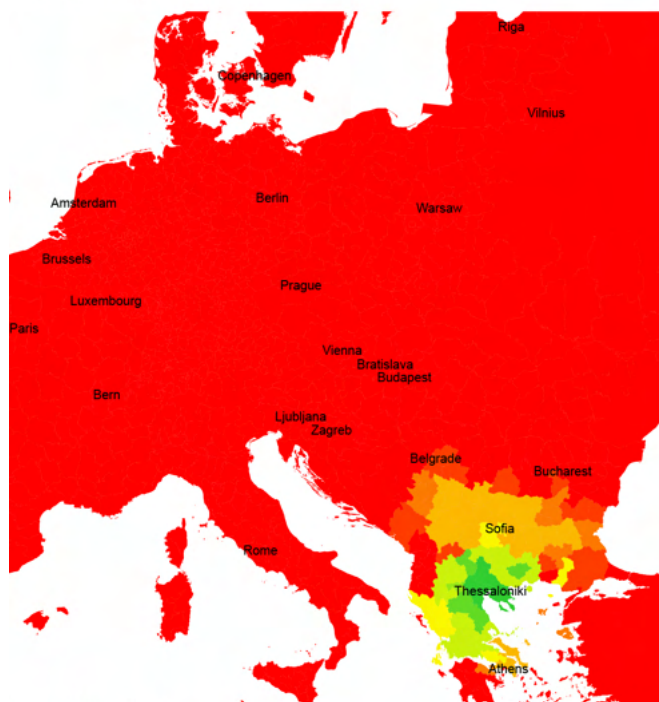 Riga
Copenhagen
Vilnius
Amsterdam
Berlin
Warsaw
Brussels
Prague
Luxembourg
Paris
Vienna
Bratislava
Budapest
Bern
Ljubljana
Zagreb
Belgrade
Bucharest
Sofia
Rome
Thessaloniki
Athens